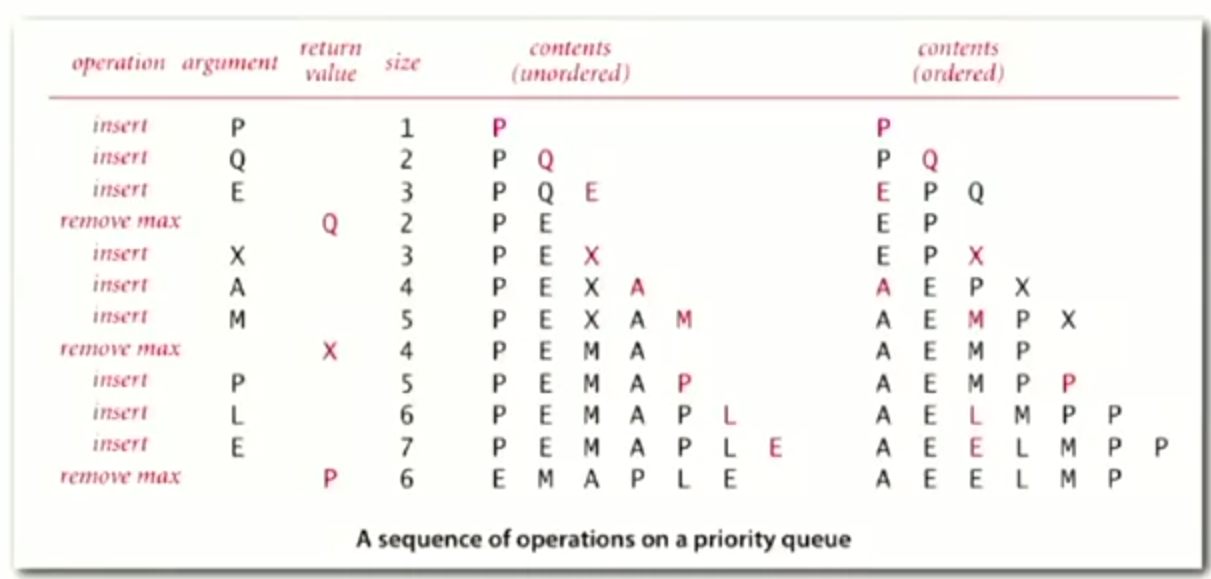 operation argument return value size contents (unordered) contents (ordered)
insert P 1 P P
insert Q 2 P Q P Q
insert E 3 P Q E E P Q
remove max Q 2 P E E P
insert X 3 P E X E P X
insert A 4 P E X A A E P X
insert M 5 P E X A M A E M P X
remove max X 4 P E M A A E M P
insert P 5 P E M A P A E M P P
insert L 6 P E M A P L A E L M P P
insert E 7 P E M A P L E A E E L M P P
remove max P 6 E M A P L E A E E L M P
A sequence of operations on a priority queue